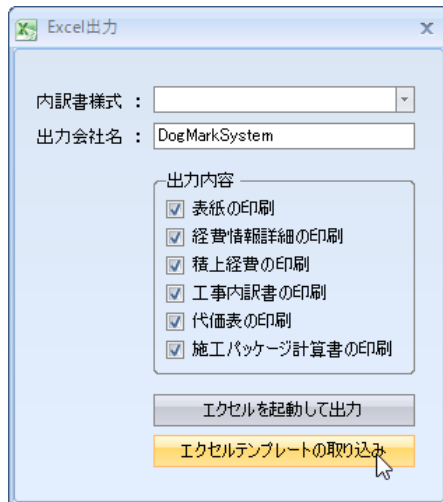 Excel出力
x
内訳書様式 :
出力会社名 : DogMarkSystem
出力内容
表紙の印刷
経費情報詳細の印刷
積上経費の印刷
工事内訳書の印刷
代価表の印刷
施工パッケージ計算書の印刷
エクセルを起動して出力
エクセルテンプレートの取り込み